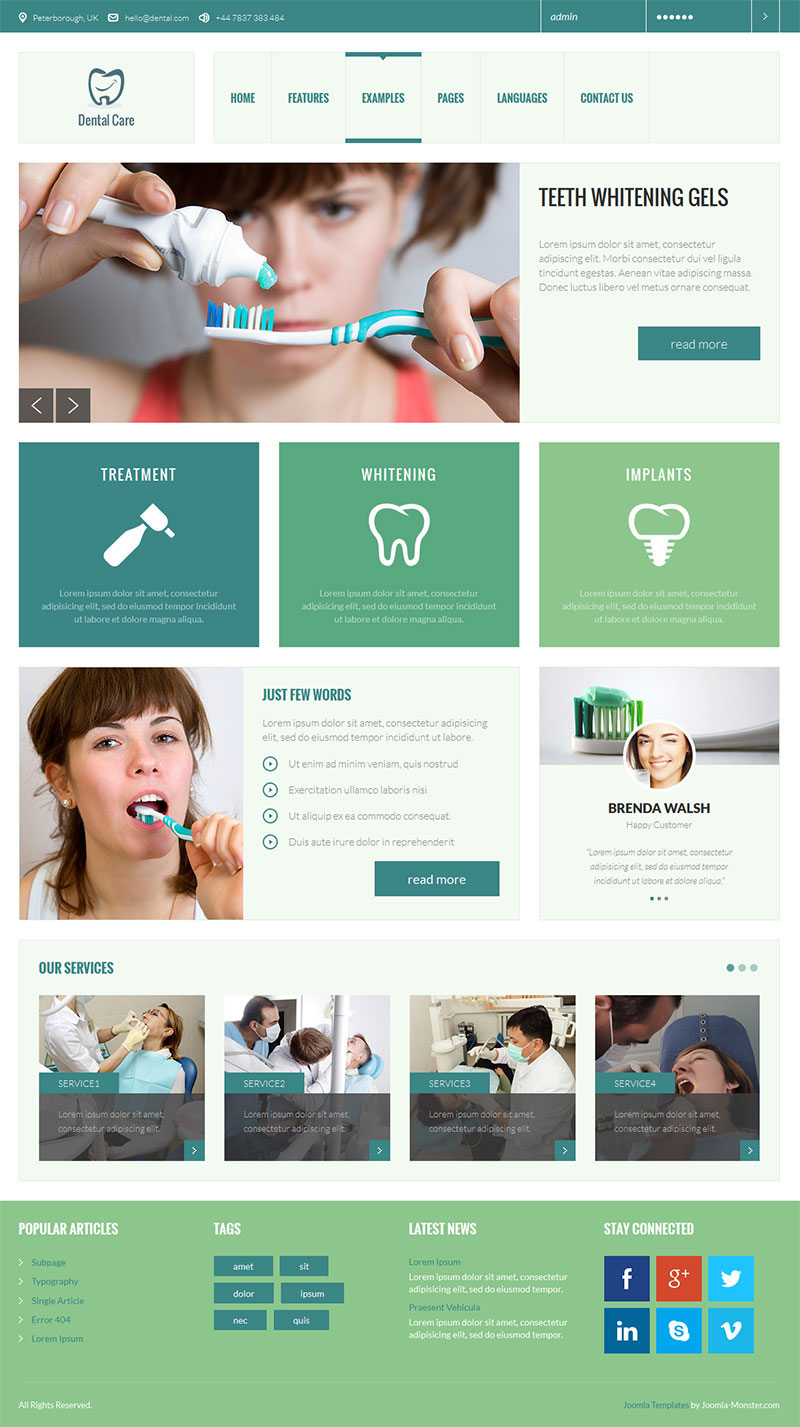 Peterborough, UK hello@dental.com +44 7837 383 484 admin
Dental Care
HOME FEATURES EXAMPLES PAGES LANGUAGES CONTACT US
TEETH WHITENING GELS
Lorem ipsum dolor sit amet, consectetur
adipiscing elit. Morbi consectetur dui vel ligula
tincidunt egestas. Aenean vitae adipiscing massa.
Donec luctus libero vel metus ornare consequat.
read more
TREATMENT
Lorem ipsum dolor sit amet, consectetur
adipisicing elit, sed do eiusmod tempor incididunt
ut labore et dolore magna aliqua.
WHITENING
Lorem ipsum dolor sit amet, consectetur
adipisicing elit, sed do eiusmod tempor incididunt
ut labore et dolore magna aliqua.
IMPLANTS
Lorem ipsum dolor sit amet, consectetur
adipisicing elit, sed do eiusmod tempor incididunt
ut labore et dolore magna aliqua.
JUST FEW WORDS
Lorem ipsum dolor sit amet, consectetur adipisicing
elit, sed do eiusmod tempor incididunt ut labore.
Ut enim ad minim veniam, quis nostrud
Exercitation ullamco laboris nisi
Ut aliquip ex ea commodo consequat.
Duis aute irure dolor in reprehenderit
read more
BRENDA WALSH
Happy Customer
"Lorem ipsum dolor sit amet, consectetur
adipisicing elit, sed do eiusmod tempor
incididunt ut labore et dolore aliqua."
OUR SERVICES
SERVICE1
Lorem ipsum dolor sit amet,
consectetur adipiscing elit.
SERVICE2
Lorem ipsum dolor sit amet,
consectetur adipiscing elit.
SERVICE3
Lorem ipsum dolor sit amet,
consectetur adipiscing elit.
SERVICE4
Lorem ipsum dolor sit amet,
consectetur adipiscing elit.
POPULAR ARTICLES
Subpage
Typography
Single Article
Error 404
Lorem Ipsum
TAGS
amet sit
dolor ipsum
nec quis
LATEST NEWS
Lorem Ipsum
Lorem ipsum dolor sit amet, consectetur
adipisicing elit, sed do eiusmod tempor.
Praesent Vehicula
Lorem ipsum dolor sit amet, consectetur
adipisicing elit, sed do eiusmod tempor.
STAY CONNECTED
f g+
in S v
All Rights Reserved.
Joomla Templates by Joomla-Monster.com